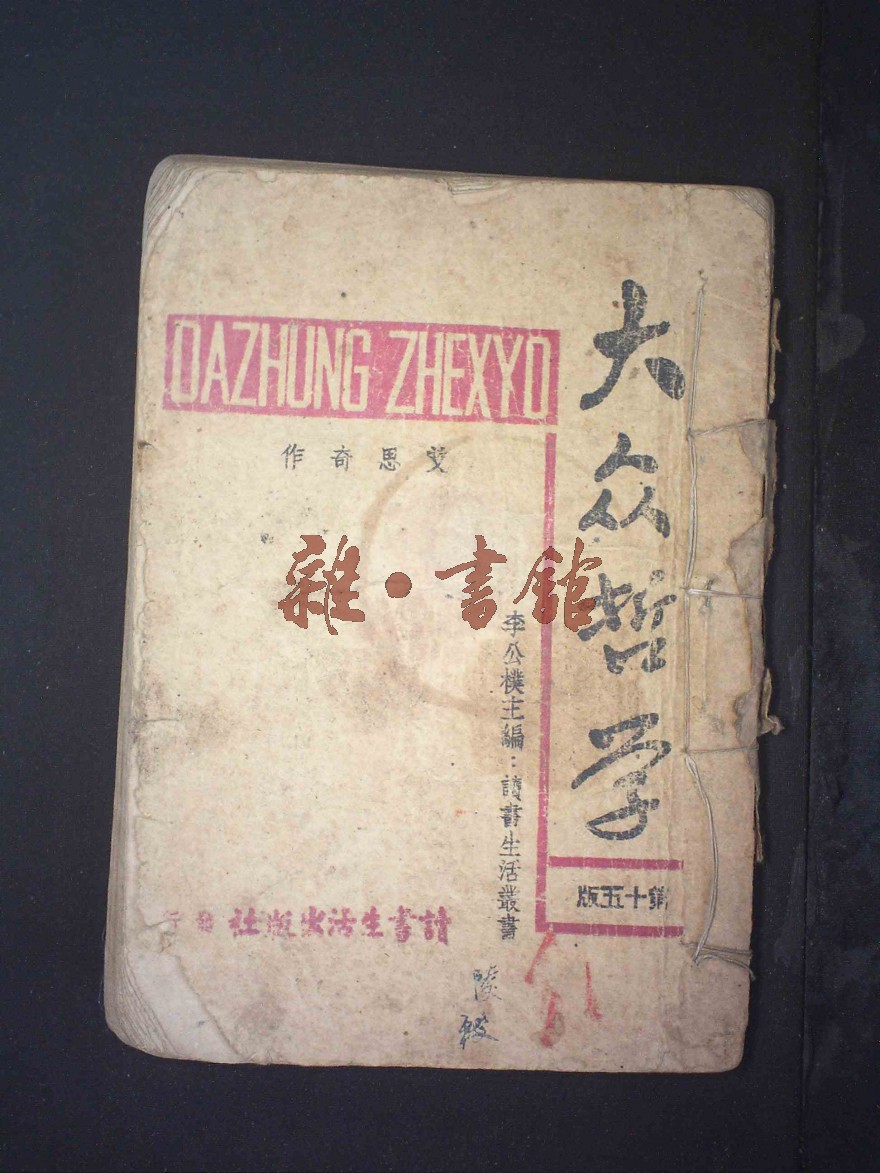 大众哲学
DAZHUNG ZHEXYO
艾思奇作
雜·書館
李公樸主編：讀書生活叢書
第十五版
讀書生活出版社發行